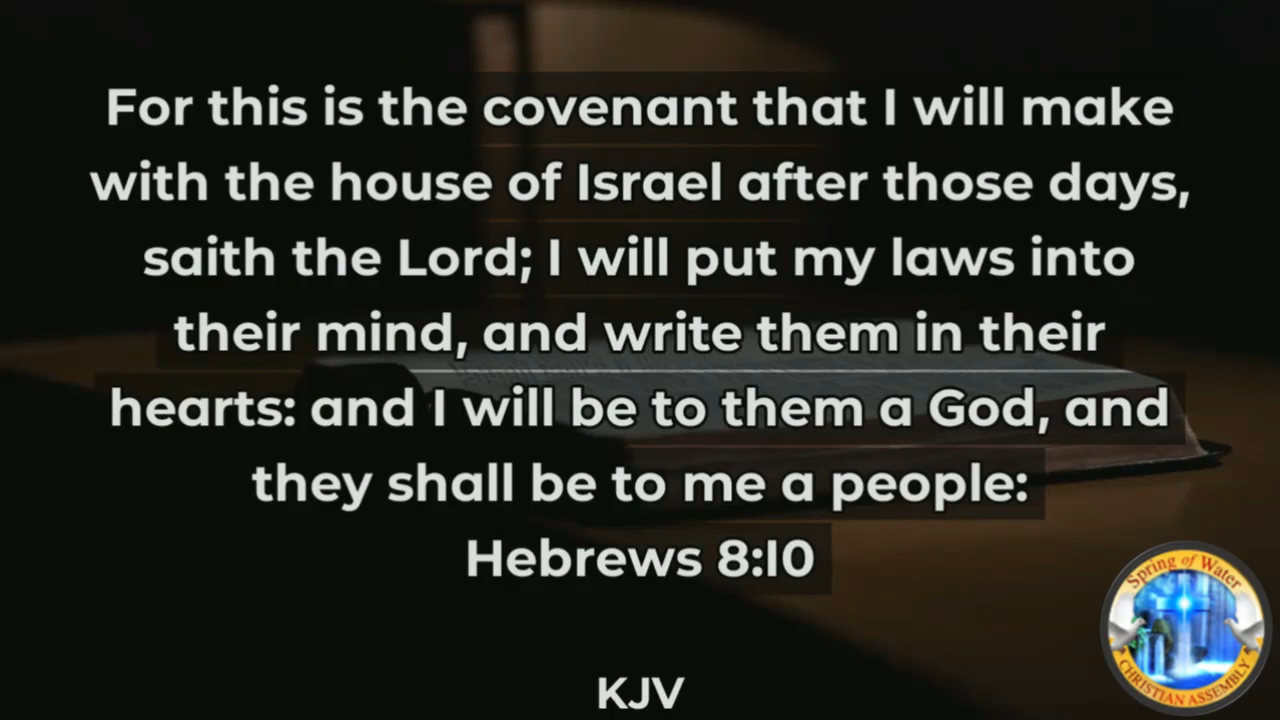 For this is the covenant that I will make
with the house of Israel after those days,
saith the Lord; I will put my laws into
their mind, and write them in their
hearts: and I will be to them a God, and
they shall be to me a people:
Hebrews 8:10
KJV
Spring of Water
CHRISTIAN ASSEMBLY